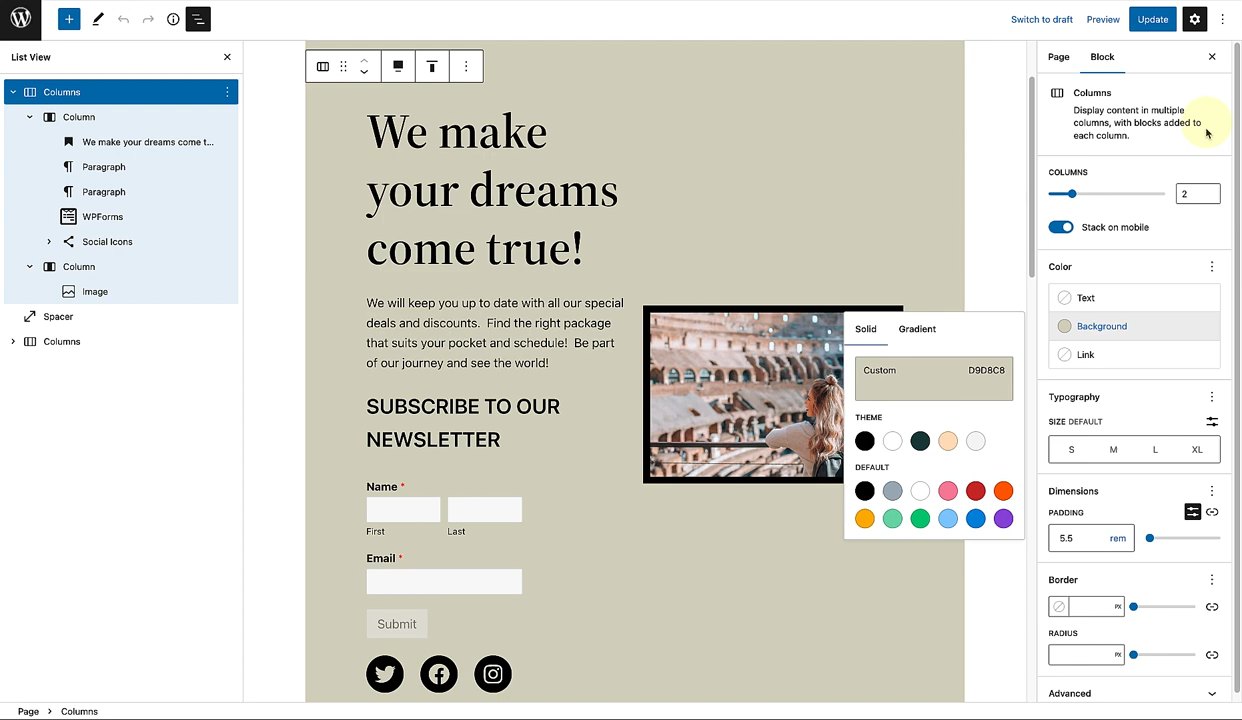 Switch to draft
Preview
Update
List View
Columns
Column
We make your dreams come t...
Paragraph
Paragraph
WPForms
Social Icons
Column
Image
Spacer
Columns
We make
your dreams
come true!
We will keep you up to date with all our special
deals and discounts. Find the right package
that suits your pocket and schedule! Be part
of our journey and see the world!
SUBSCRIBE TO OUR
NEWSLETTER
Name *
First
Last
Email *
Submit
Solid
Gradient
Custom
D9D8C8
THEME
DEFAULT
Page
Block
Columns
Display content in multiple
columns, with blocks added to
each column.
COLUMNS
2
Stack on mobile
Color
Text
Background
Link
Typography
SIZE DEFAULT
S
M
L
XL
Dimensions
PADDING
5.5
rem
Border
PX
RADIUS
PX
Advanced
Page > Columns